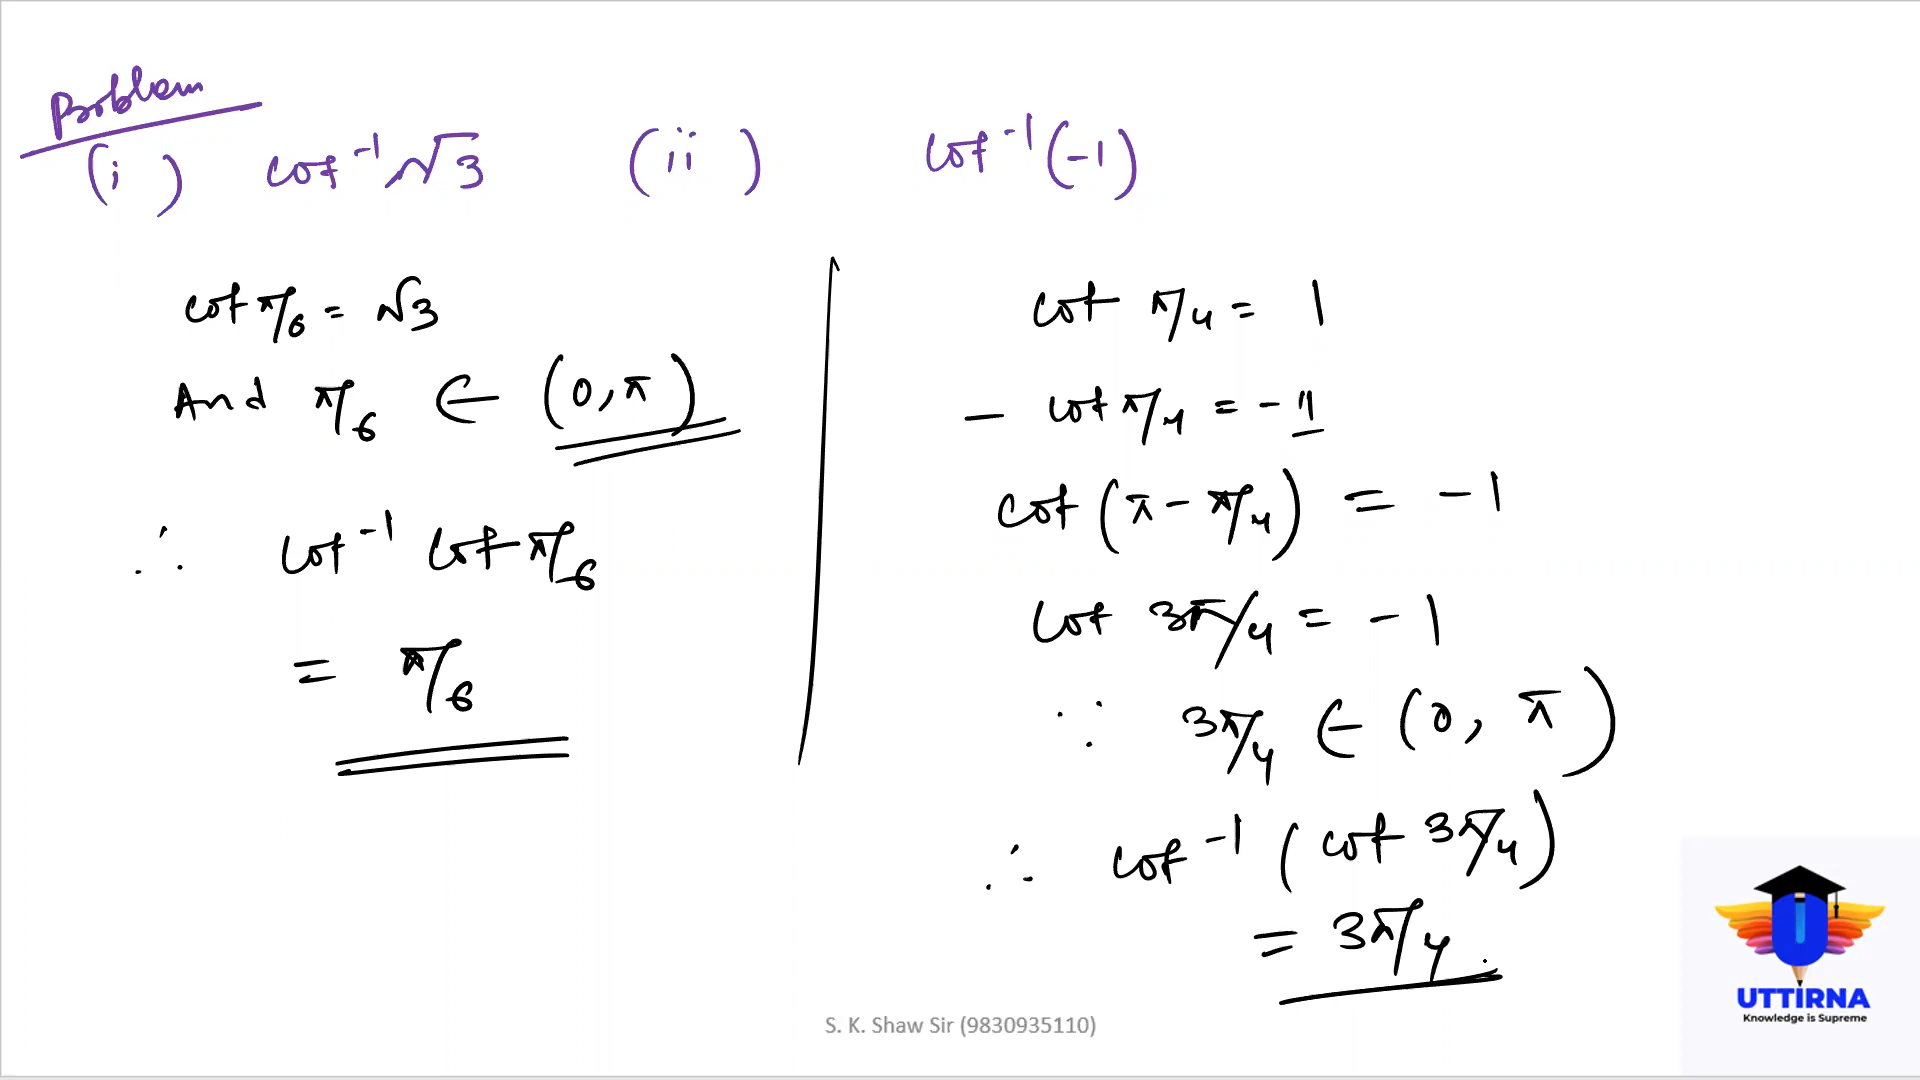 Problem
(i) cot⁻¹√3 (ii) cot⁻¹(-1)
cot π/6 = √3
And π/6 ∈ (0, π)
∴ cot⁻¹ cot π/6
= π/6
cot π/4 = 1
- cot π/4 = -1
cot (π - π/4) = -1
cot 3π/4 = -1
∵ 3π/4 ∈ (0, π)
∴ cot⁻¹ (cot 3π/4)
= 3π/4.
UTTIRNA
Knowledge is Supreme
S. K. Shaw Sir (9830935110)